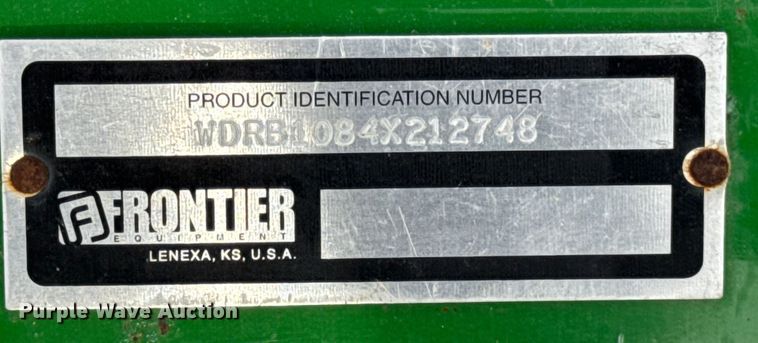 PRODUCT IDENTIFICATION NUMBER
WDRB1084X212748
F FRONTIER
EQUIPMENT
LENEXA, KS, U.S.A.
Purple Wave Auction